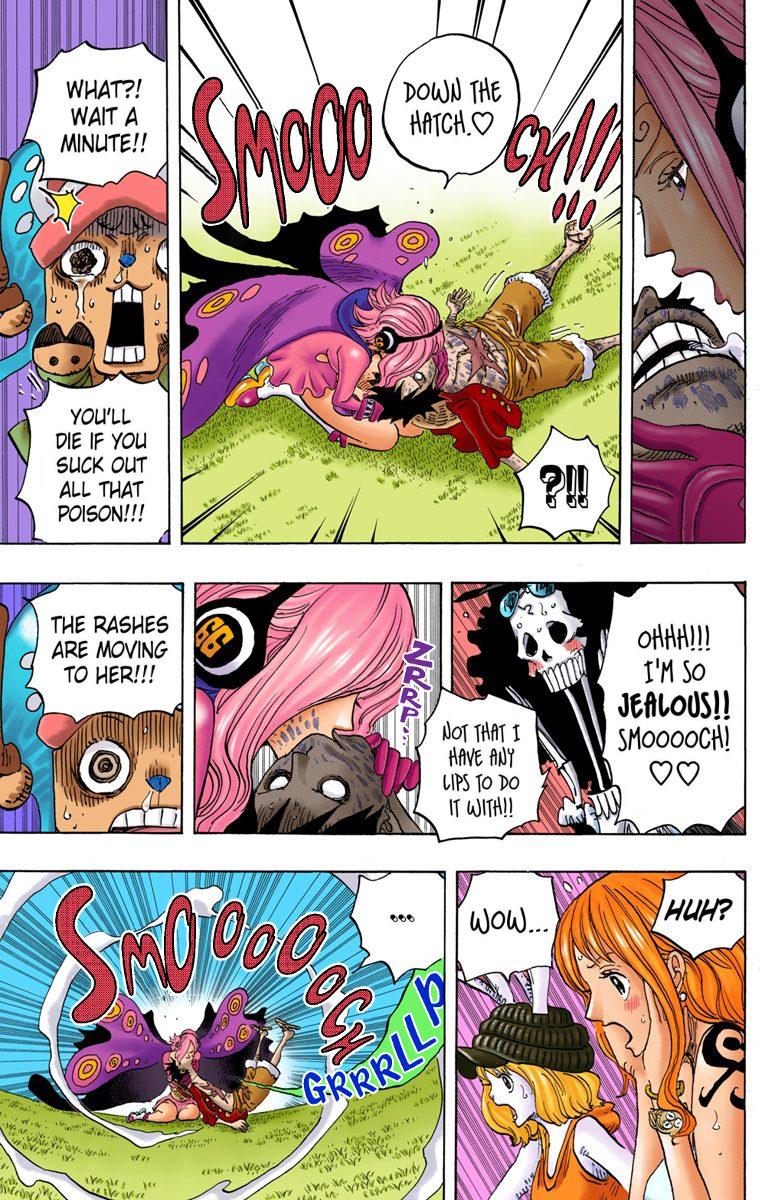 DOWN THE
HATCH.♡
SMOOO
CH!!!
?!!
WHAT?!
WAIT A
MINUTE!!
YOU'LL
DIE IF YOU
SUCK OUT
ALL THAT
POISON!!!
OHHH!!!
I'M SO
JEALOUS!!
SMOOOOCH!
♡♡
NOT THAT I
HAVE ANY
LIPS TO DO
IT WITH!!
ZRRP...
66
THE RASHES
ARE MOVING
TO HER!!!
HUH?
WOW...
...
SMOOOOOOCH
GRRRLLP